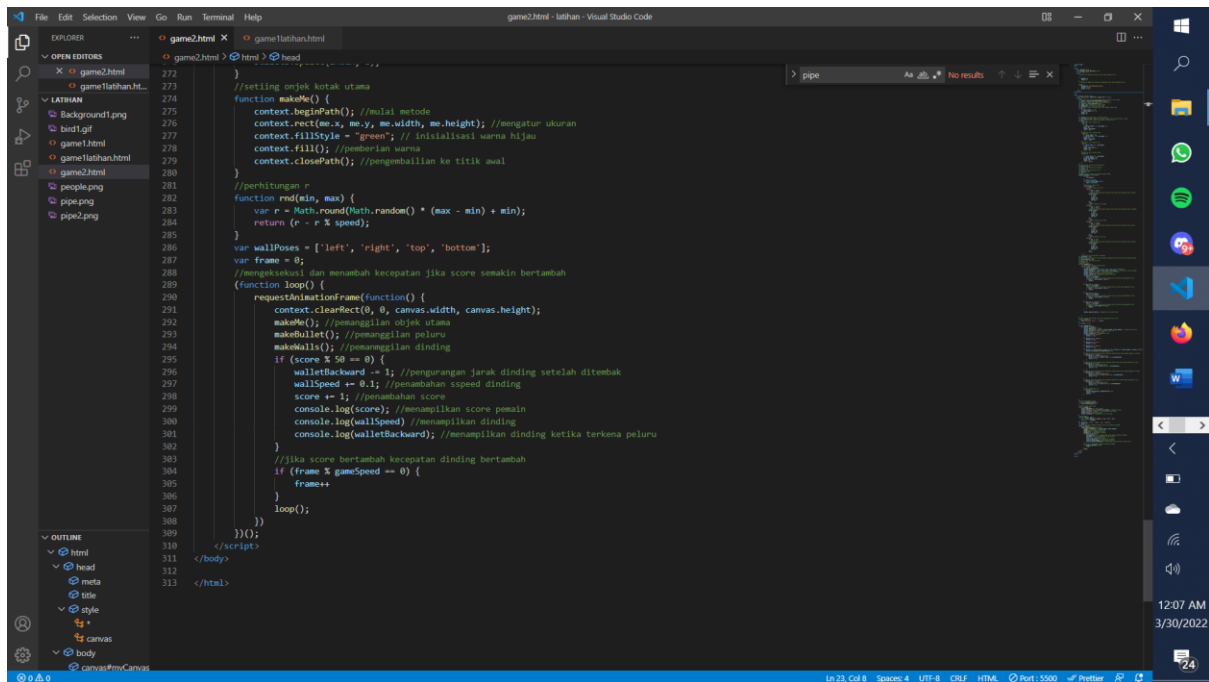 File Edit Selection View Go Run Terminal Help
game2.html - latihan - Visual Studio Code
EXPLORER
game2.html
game1latihan.html
OPEN EDITORS
game2.html
game1latihan.ht...
LATIHAN
Background1.png
bird1.gif
game1.html
game1latihan.html
game2.html
people.png
pipe.png
pipe2.png
OUTLINE
html
head
meta
title
style
*
canvas
body
canvas#myCanvas
game2.html > html > head
pipe
Aa ab No results
272 }
273 //setiing onjek kotak utama
274 function makeMe() {
275 context.beginPath(); //mulai metode
276 context.rect(me.x, me.y, me.width, me.height); //mengatur ukuran
277 context.fillStyle = "green"; // inisialisasi warna hijau
278 context.fill(); //pemberian warna
279 context.closePath(); //pengembailian ke titik awal
280 }
281 //perhitungan r
282 function rnd(min, max) {
283 var r = Math.round(Math.random() * (max - min) + min);
284 return (r - r % speed);
285 }
286 var wallPoses = ['left', 'right', 'top', 'bottom'];
287 var frame = 0;
288 //mengeksekusi dan menambah kecepatan jika score semakin bertambah
289 (function loop() {
290 requestAnimationFrame(function() {
291 context.clearRect(0, 0, canvas.width, canvas.height);
292 makeMe(); //pemanggilan objek utama
293 makeBullet(); //pemanggilan peluru
294 makeWalls(); //pemanmggilan dinding
295 if (score % 50 == 0) {
296 walletBackward -= 1; //pengurangan jarak dinding setelah ditembak
297 wallSpeed += 0.1; //penambahan sspeed dinding
298 score += 1; //penambahan score
299 console.log(score); //menampilkan score pemain
300 console.log(wallSpeed) //menampilkan dinding
301 console.log(walletBackward); //menampilkan dinding ketika terkena peluru
302 }
303 //jika score bertambah kecepatan dinding bertambah
304 if (frame % gameSpeed == 0) {
305 frame++
306 }
307 loop();
308 })
309 })();
310 </script>
311 </body>
312
313 </html>
0 0
Ln 23, Col 8 Spaces: 4 UTF-8 CRLF HTML Port : 5500 Prettier
9+
12:07 AM
3/30/2022
24